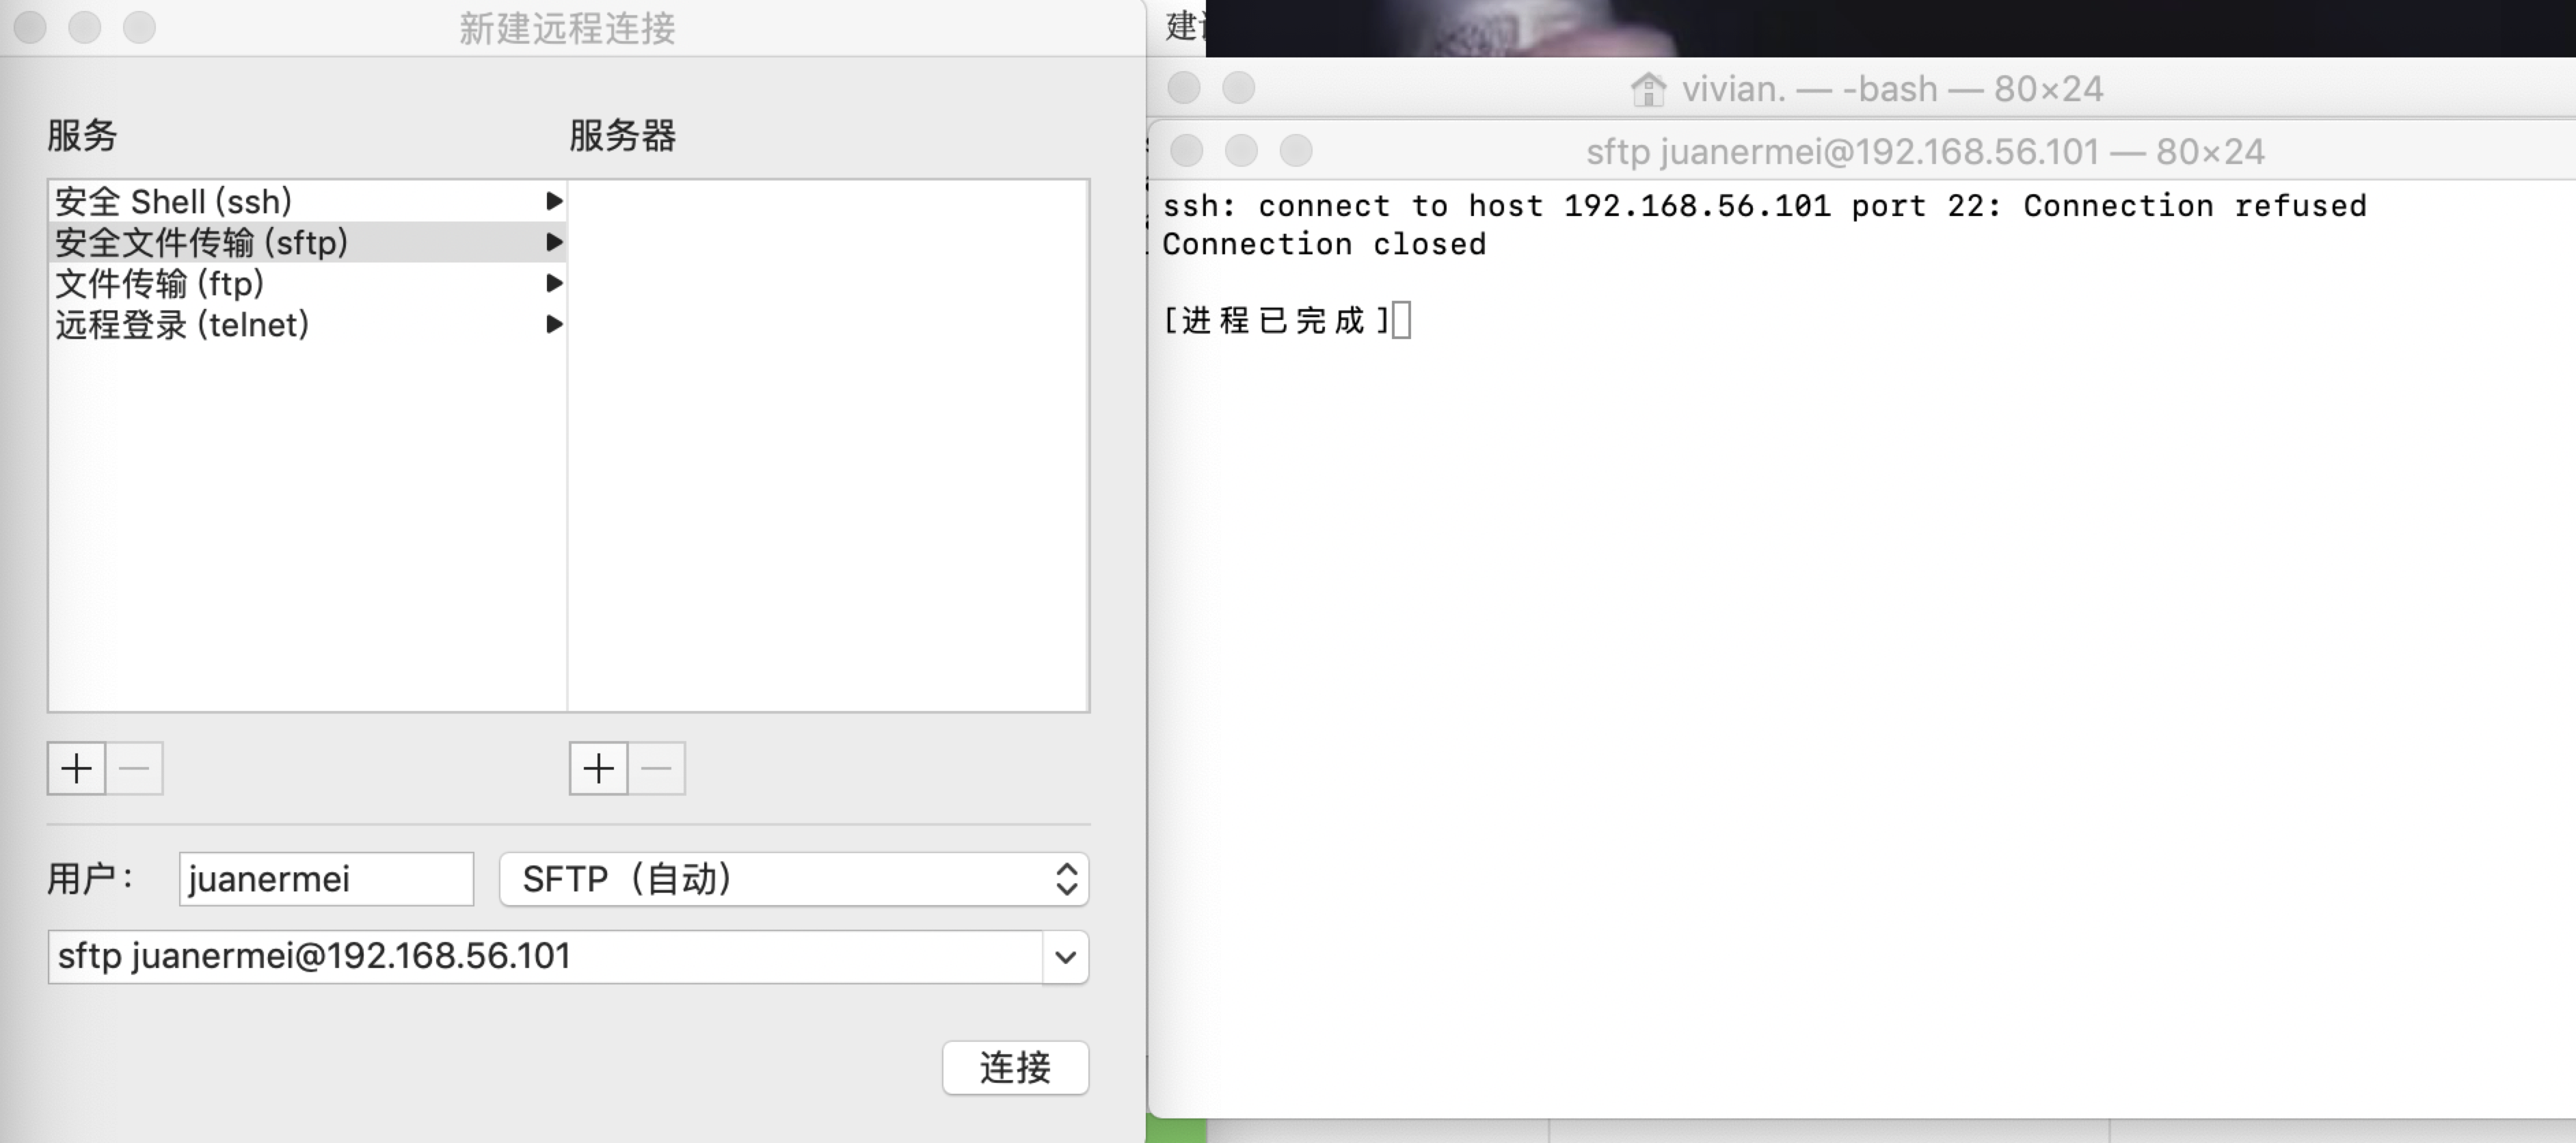 新建远程连接
服务
服务器
安全 Shell (ssh)
安全文件传输 (sftp)
文件传输 (ftp)
远程登录 (telnet)
用户：
juanermei
SFTP（自动）
sftp juanermei@192.168.56.101
连接
建
vivian. — -bash — 80×24
sftp juanermei@192.168.56.101 — 80×24
ssh: connect to host 192.168.56.101 port 22: Connection refused
Connection closed
[进程已完成]